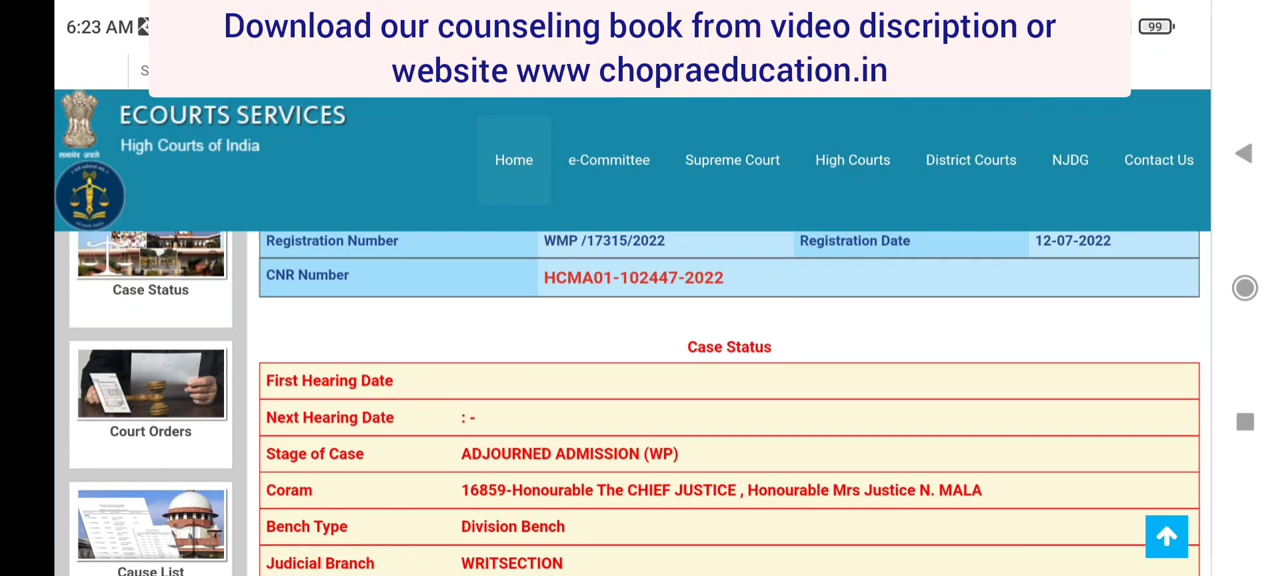 Download our counseling book from video discription or
website www chopraeducation.in
6:23 AM
99
S
ECOURTS SERVICES
High Courts of India
सत्यमेव जयते
Home e-Committee Supreme Court High Courts District Courts NJDG Contact Us
Registration Number WMP /17315/2022 Registration Date 12-07-2022
CNR Number HCMA01-102447-2022
Case Status
Court Orders
Cause List
Case Status
First Hearing Date
Next Hearing Date : -
Stage of Case ADJOURNED ADMISSION (WP)
Coram 16859-Honourable The CHIEF JUSTICE , Honourable Mrs Justice N. MALA
Bench Type Division Bench
Judicial Branch WRITSECTION